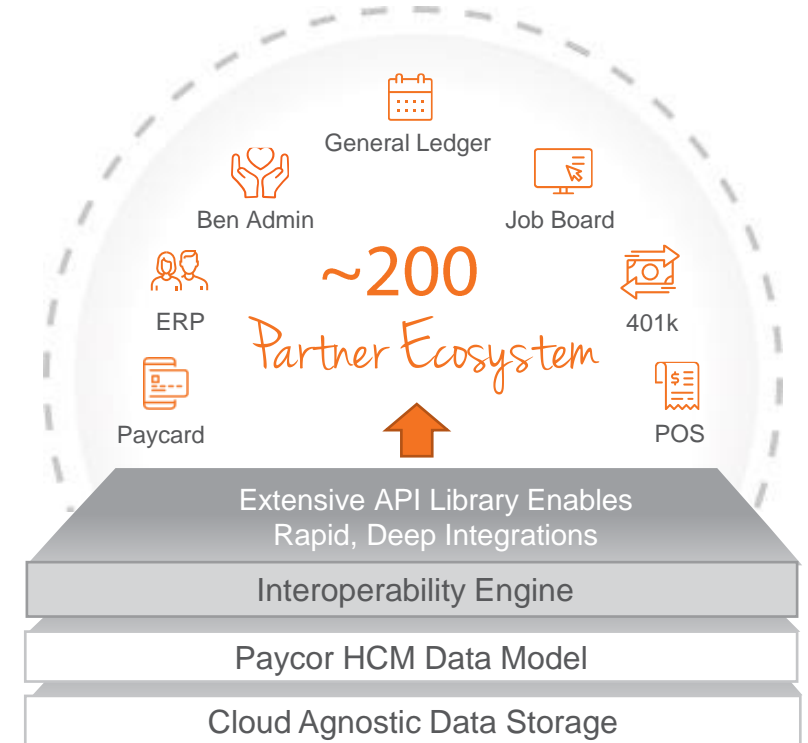 General Ledger
Ben Admin
Job Board
~200
ERP
401k
Partner Ecosystem
Paycard
POS
Extensive API Library Enables
Rapid, Deep Integrations
Interoperability Engine
Paycor HCM Data Model
Cloud Agnostic Data Storage